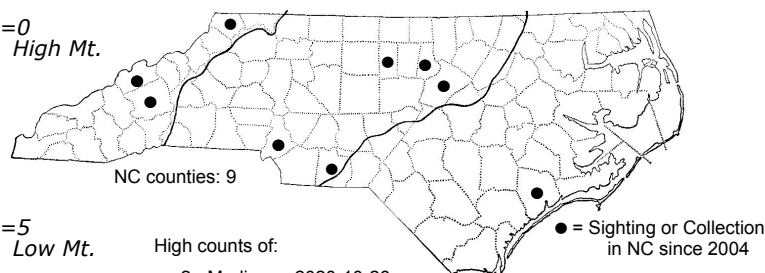 =0
High Mt.
NC counties: 9
=5
Low Mt.
High counts of:
● = Sighting or Collection
in NC since 2004